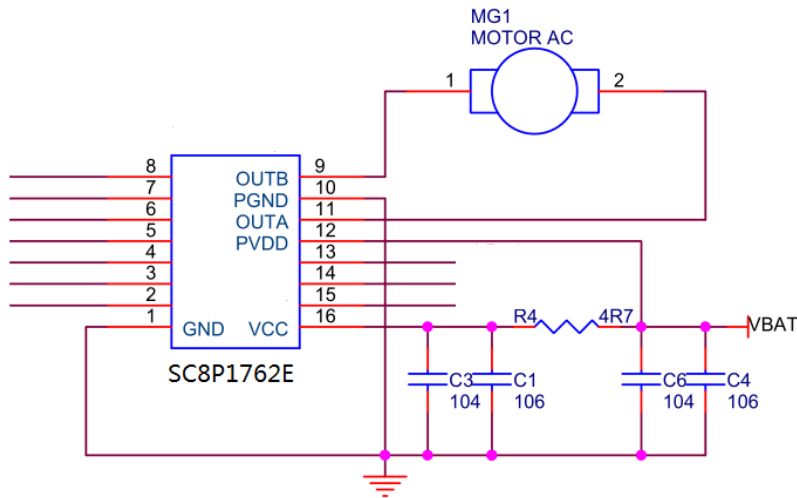 MG1
MOTOR AC
1 2
8 OUTB 9
7 PGND 10
6 OUTA 11
5 PVDD 12
4 13
3 14
2 15
1 GND VCC 16
SC8P1762E
R4 4R7
VBAT
C3 C1 C6 C4
104 106 104 106